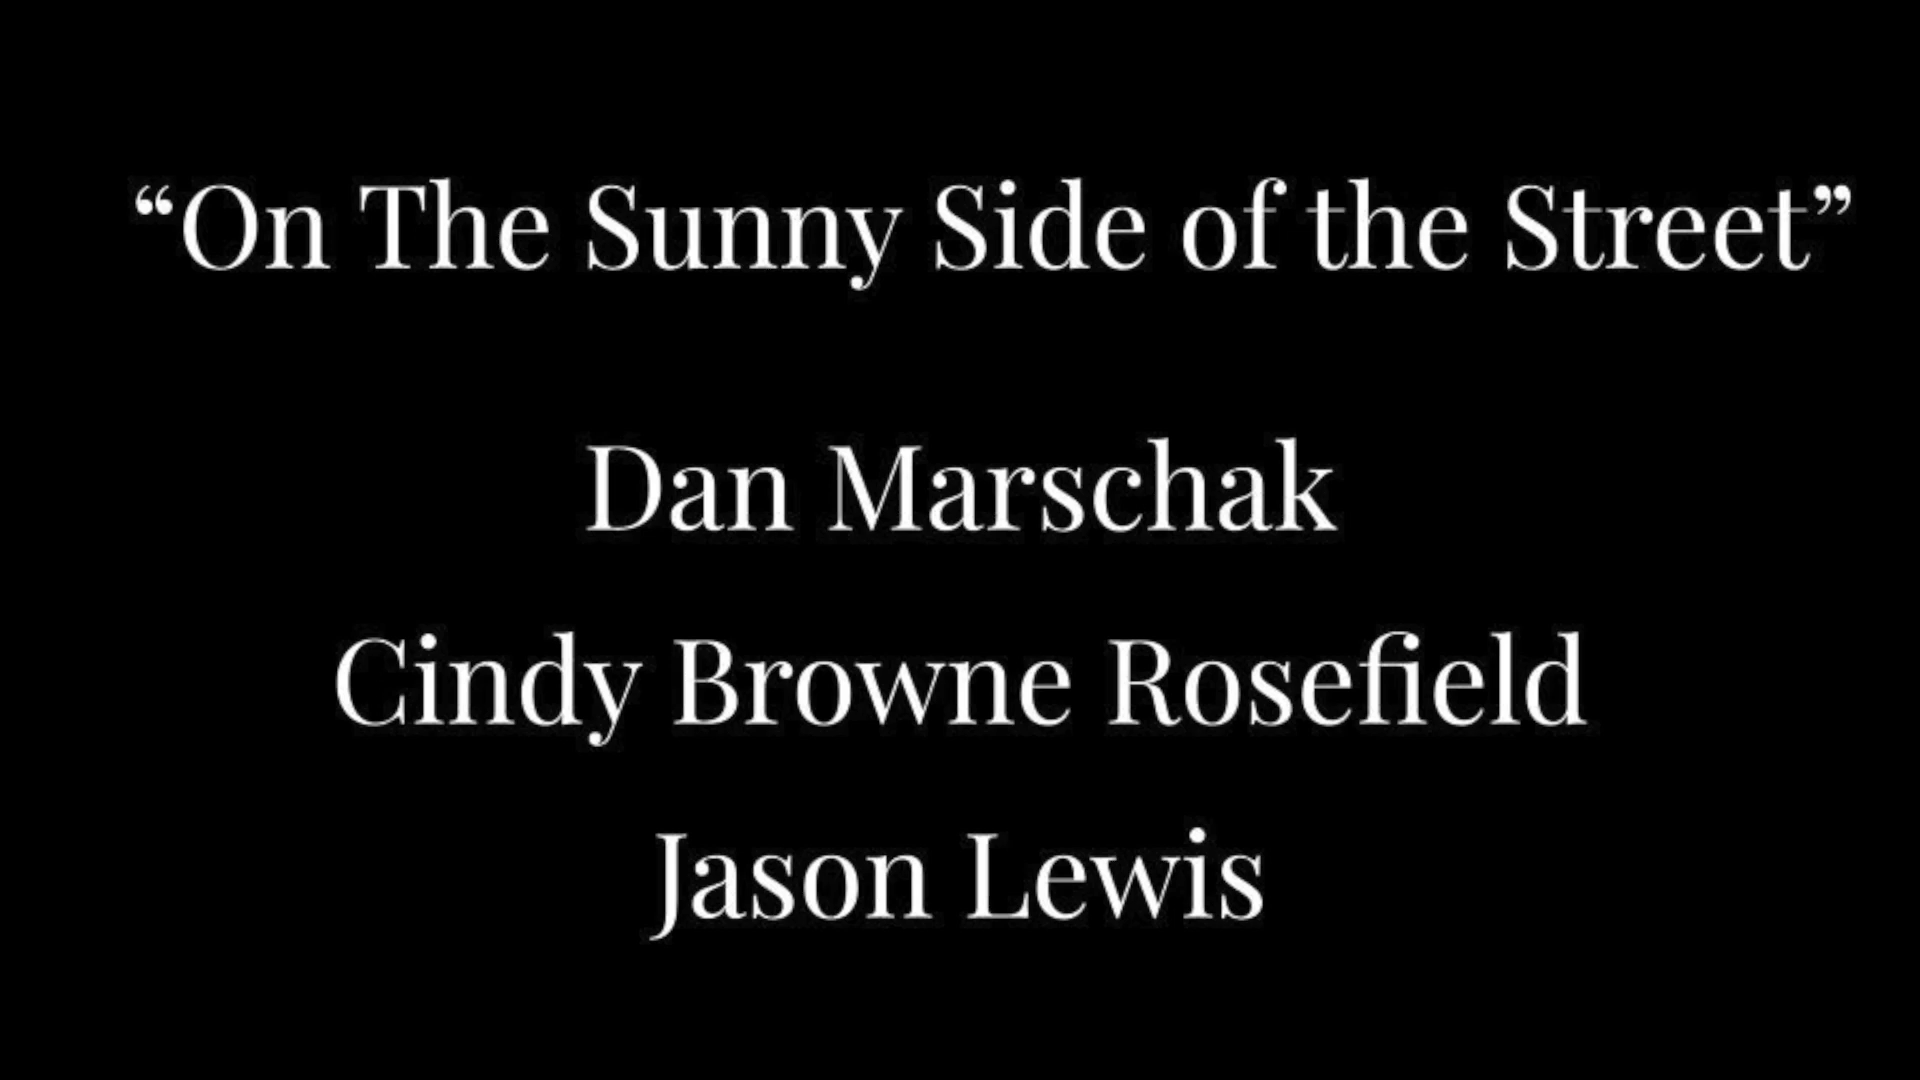 “On The Sunny Side of the Street”
Dan Marschak
Cindy Browne Rosefield
Jason Lewis